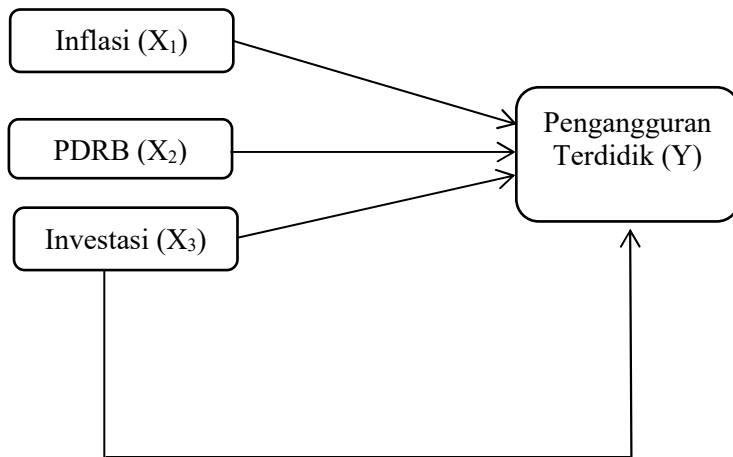 Inflasi (X₁)
PDRB (X₂)
Investasi (X₃)
Pengangguran
Terdidik (Y)